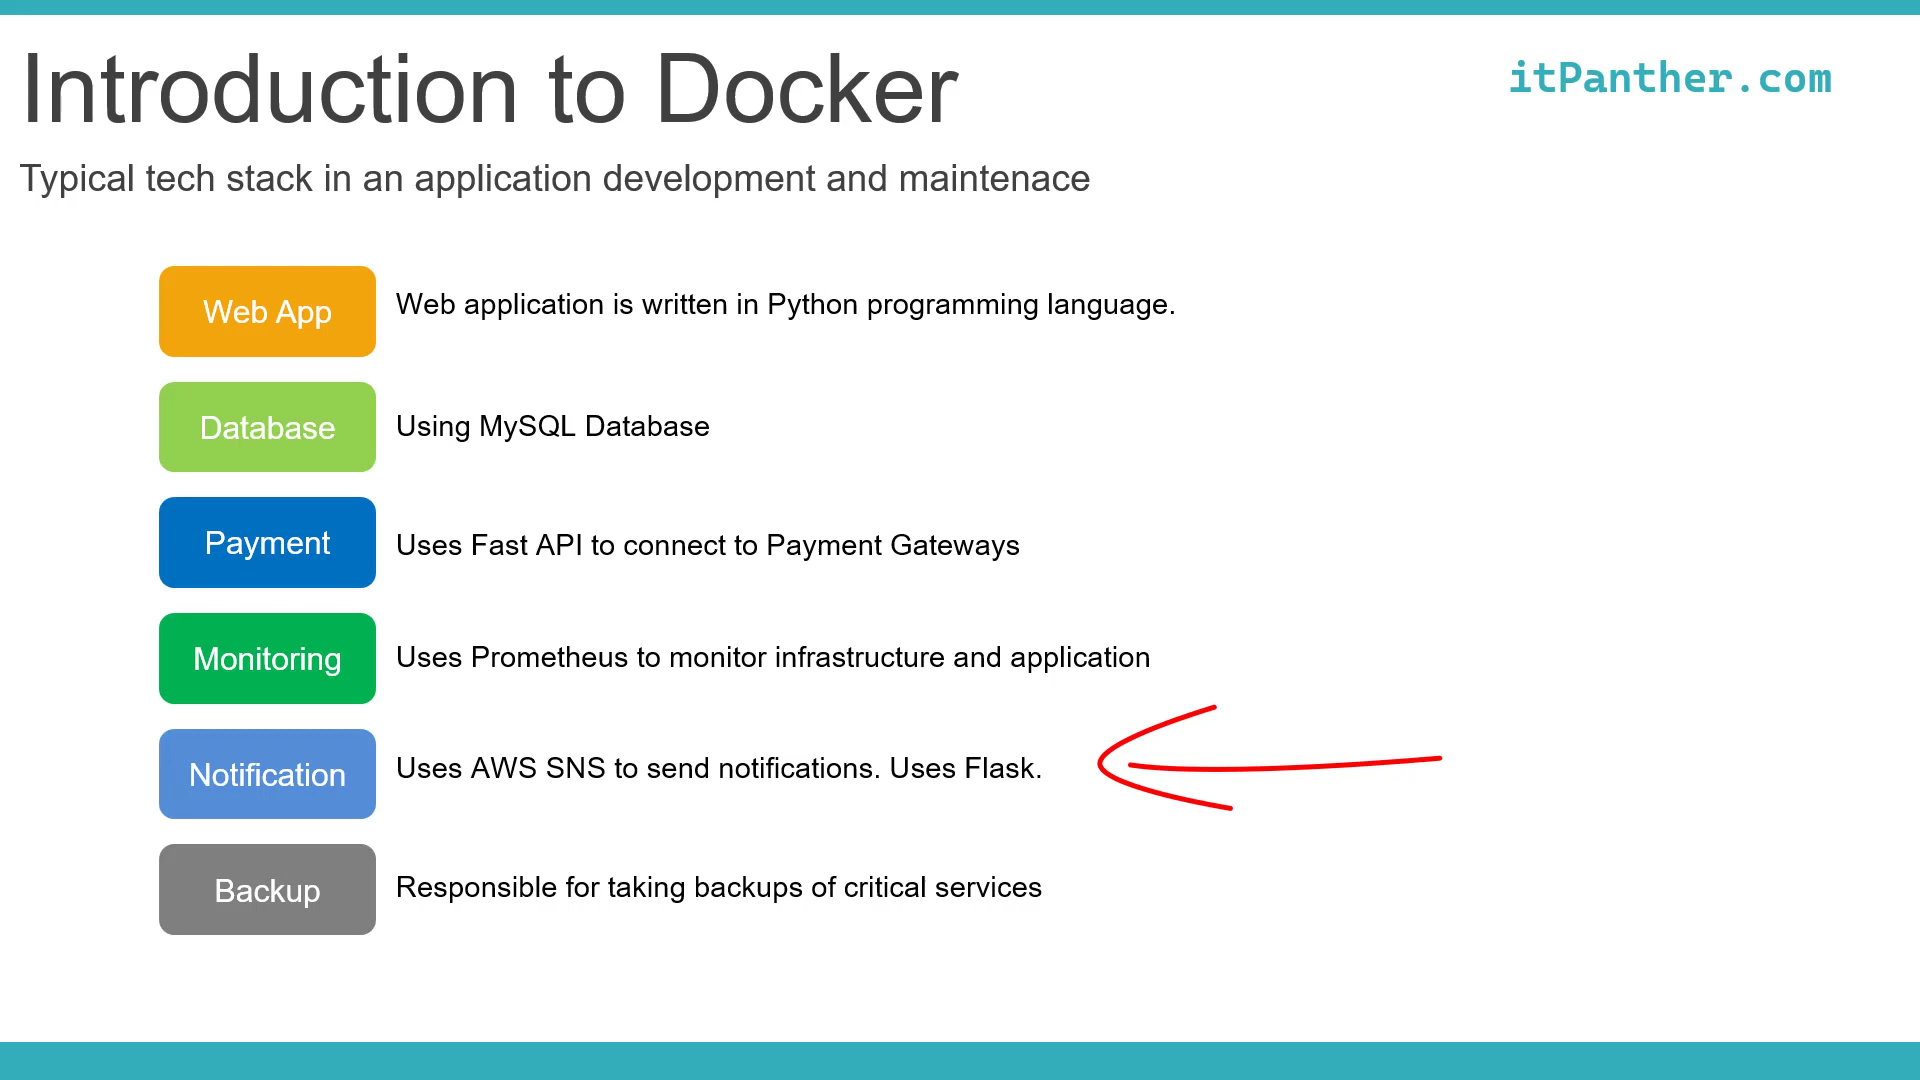 Introduction to Docker
itPanther.com
Typical tech stack in an application development and maintenace
Web App
Web application is written in Python programming language.
Database
Using MySQL Database
Payment
Uses Fast API to connect to Payment Gateways
Monitoring
Uses Prometheus to monitor infrastructure and application
Notification
Uses AWS SNS to send notifications. Uses Flask.
Backup
Responsible for taking backups of critical services